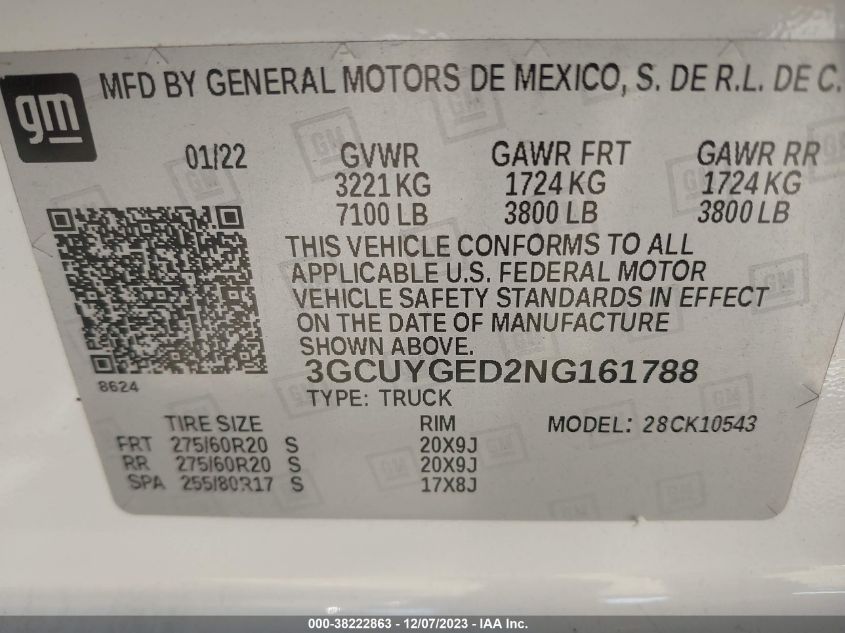 gm
MFD BY GENERAL MOTORS DE MEXICO, S. DE R.L. DE C.
01/22
GVWR GAWR FRT GAWR RR
3221 KG 1724 KG 1724 KG
7100 LB 3800 LB 3800 LB
THIS VEHICLE CONFORMS TO ALL
APPLICABLE U.S. FEDERAL MOTOR
VEHICLE SAFETY STANDARDS IN EFFECT
ON THE DATE OF MANUFACTURE
SHOWN ABOVE.
8624
3GCUYGED2NG161788
TYPE: TRUCK
TIRE SIZE RIM MODEL: 28CK10543
FRT 275/60R20 S 20X9J
RR 275/60R20 S 20X9J
SPA 255/80R17 S 17X8J
000-38222863 - 12/07/2023 - IAA Inc.